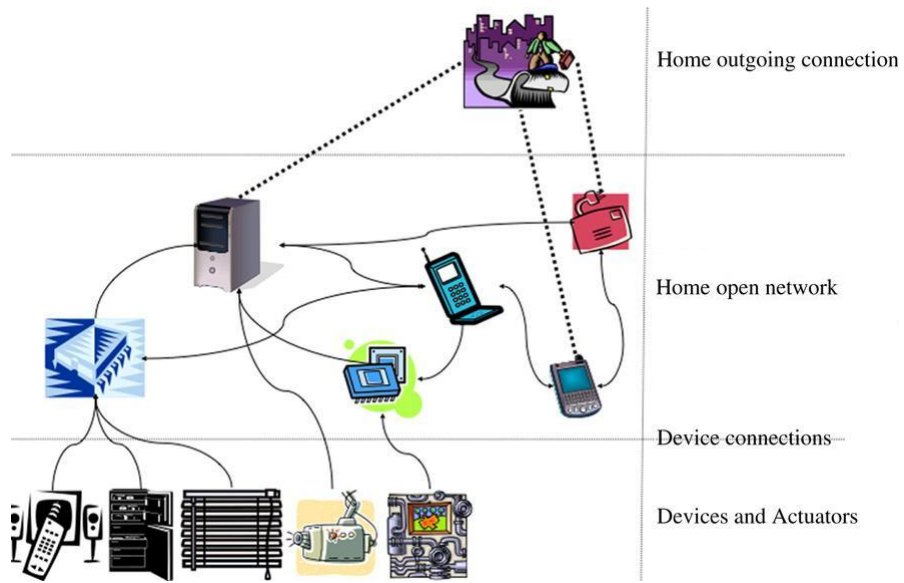 Home outgoing connection
Home open network
Device connections
Devices and Actuators